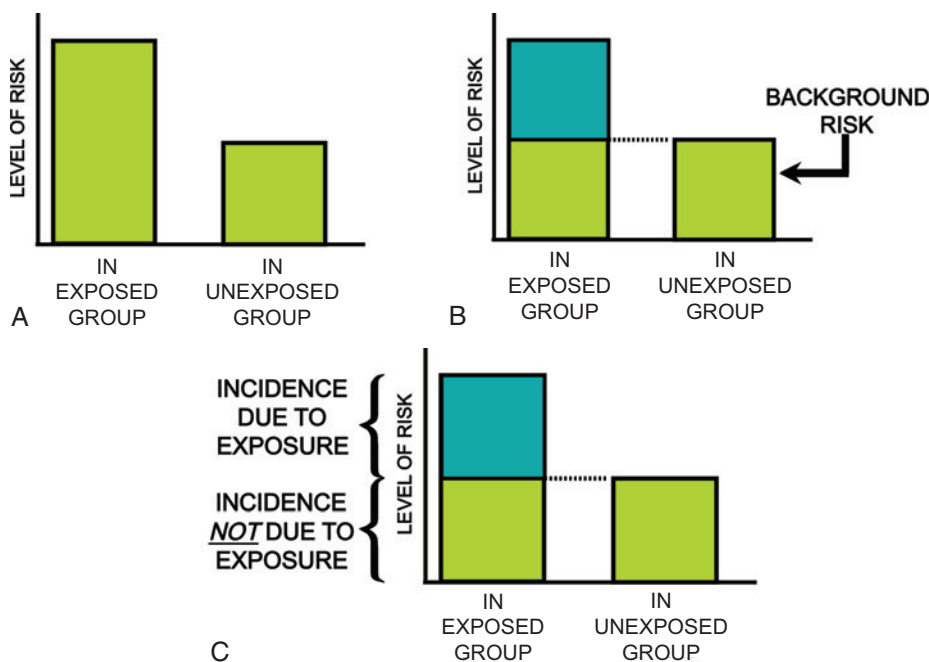 LEVEL OF RISK
IN
EXPOSED
GROUP
IN
UNEXPOSED
GROUP
A
LEVEL OF RISK
BACKGROUND
RISK
IN
EXPOSED
GROUP
IN
UNEXPOSED
GROUP
B
INCIDENCE
DUE TO
EXPOSURE
INCIDENCE
NOT DUE TO
EXPOSURE
LEVEL OF RISK
IN
EXPOSED
GROUP
IN
UNEXPOSED
GROUP
C